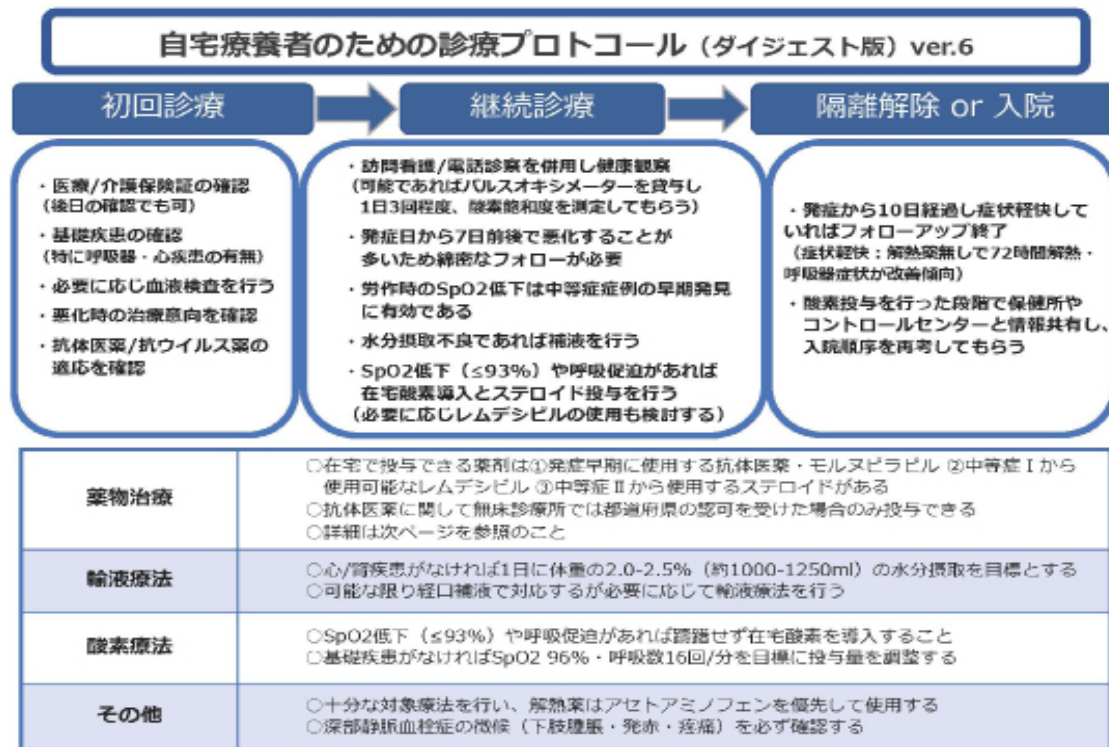 自宅療養者のための診療プロトコール（ダイジェスト版）ver.6
初回診療
継続診療
隔離解除 or 入院
・医療/介護保険証の確認
（後日の確認でも可）
・基礎疾患の確認
（特に呼吸器・心疾患の有無）
・必要に応じ血液検査を行う
・悪化時の治療意向を確認
・抗体医薬/抗ウイルス薬の
適応を確認
・訪問看護/電話診察を併用し健康観察
（可能であればパルスオキシメーターを貸与し
1日3回程度、酸素飽和度を測定してもらう）
・発症日から7日前後で悪化することが
多いため綿密なフォローが必要
・労作時のSpO2低下は中等症症例の早期発見
に有効である
・水分摂取不良であれば補液を行う
・SpO2低下（≤93%）や呼吸促迫があれば
在宅酸素導入とステロイド投与を行う
（必要に応じレムデシビルの使用も検討する）
・発症から10日経過し症状軽快して
いればフォローアップ終了
（症状軽快：解熱薬無しで72時間解熱・
呼吸器症状が改善傾向）
・酸素投与を行った段階で保健所や
コントロールセンターと情報共有し、
入院順序を再考してもらう
薬物治療
○在宅で投与できる薬剤は①発症早期に使用する抗体医薬・モルヌピラビル ②中等症Ⅰから
使用可能なレムデシビル ③中等症Ⅱから使用するステロイドがある
○抗体医薬に関して無床診療所では都道府県の認可を受けた場合のみ投与できる
○詳細は次ページを参照のこと
輸液療法
○心/腎疾患がなければ1日に体重の2.0-2.5%（約1000-1250ml）の水分摂取を目標とする
○可能な限り経口補液で対応するが必要に応じて輸液療法を行う
酸素療法
○SpO2低下（≤93%）や呼吸促迫があれば躊躇せず在宅酸素を導入すること
○基礎疾患がなければSpO2 96%・呼吸数16回/分を目標に投与量を調整する
その他
○十分な対象療法を行い、解熱薬はアセトアミノフェンを優先して使用する
○深部静脈血栓症の徴候（下肢腫脹・発赤・疼痛）を必ず確認する